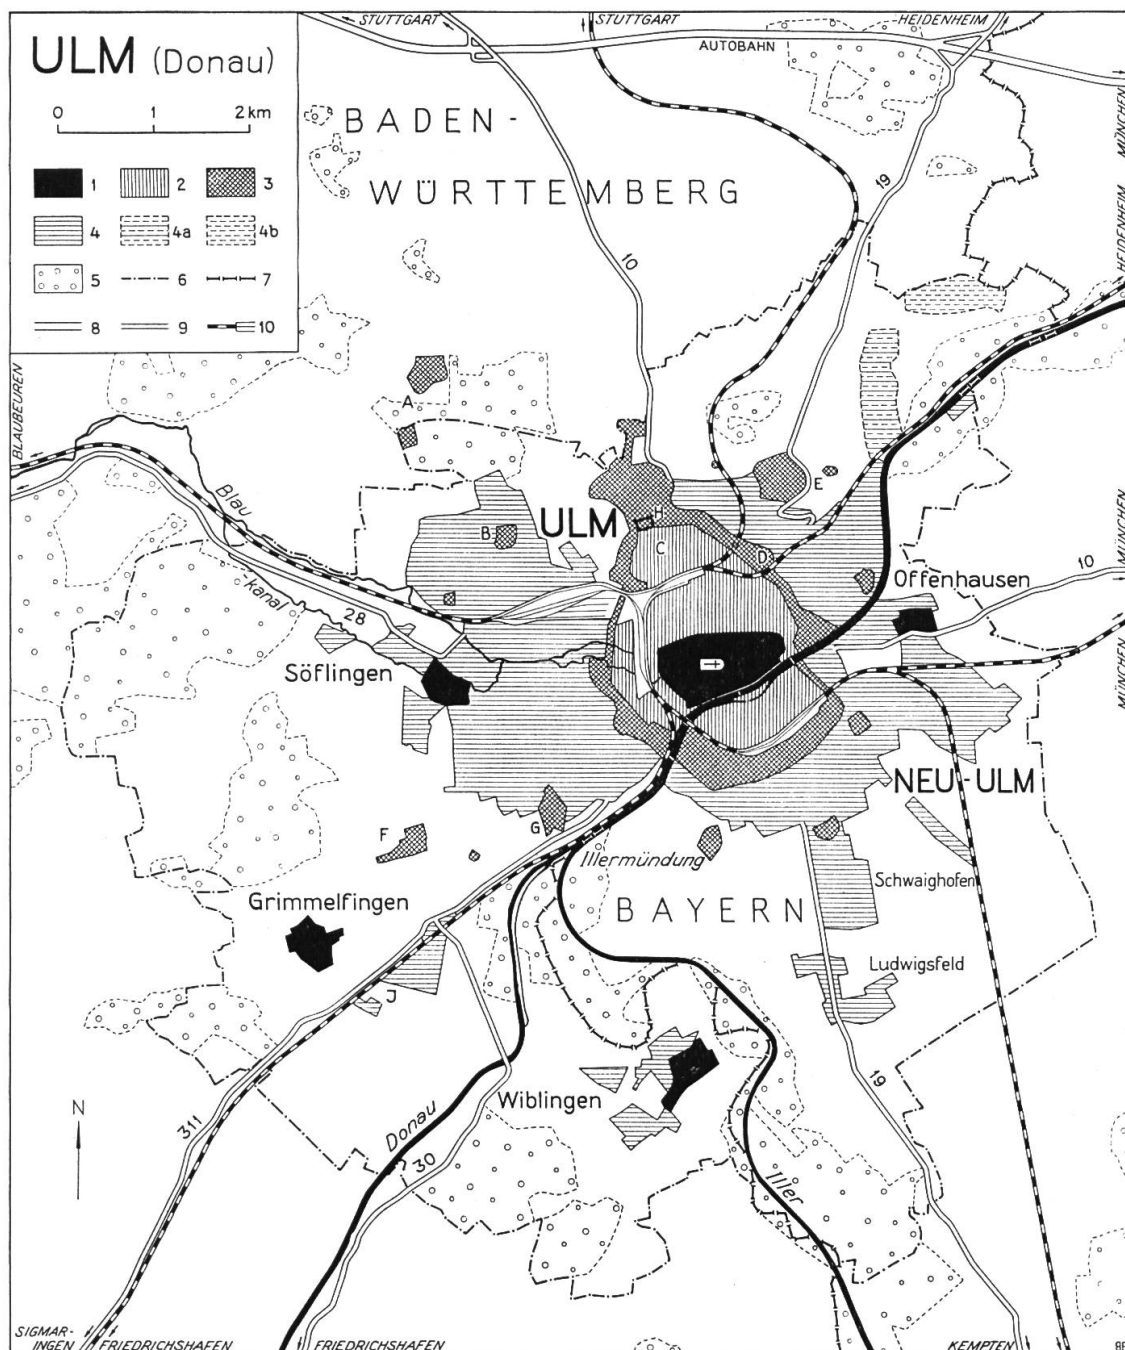 STUTTGART
STUTTGART
HEIDENHEIM
ULM (Donau)
AUTOBAHN
MÜNCHEN
0 1 2 km
BADEN-
WÜRTTEMBERG
1 2 3
4 4a 4b
5 6 7
8 9 10
19
10
HEIDENHEIM
BLAUBEUREN
A
Blau
-kanal
B
ULM
H
C
D
E
Offenhausen
10
MÜNCHEN
28
Söflingen
MÜNCHEN
NEU-ULM
F
G
Illermündung
Schwaighofen
Grimmelfingen
BAYERN
Ludwigsfeld
J
N
311
Wiblingen
Donau
30
19
Iller
SIGMAR-
INGEN
FRIEDRICHSHAFEN
FRIEDRICHSHAFEN
KEMPTEN